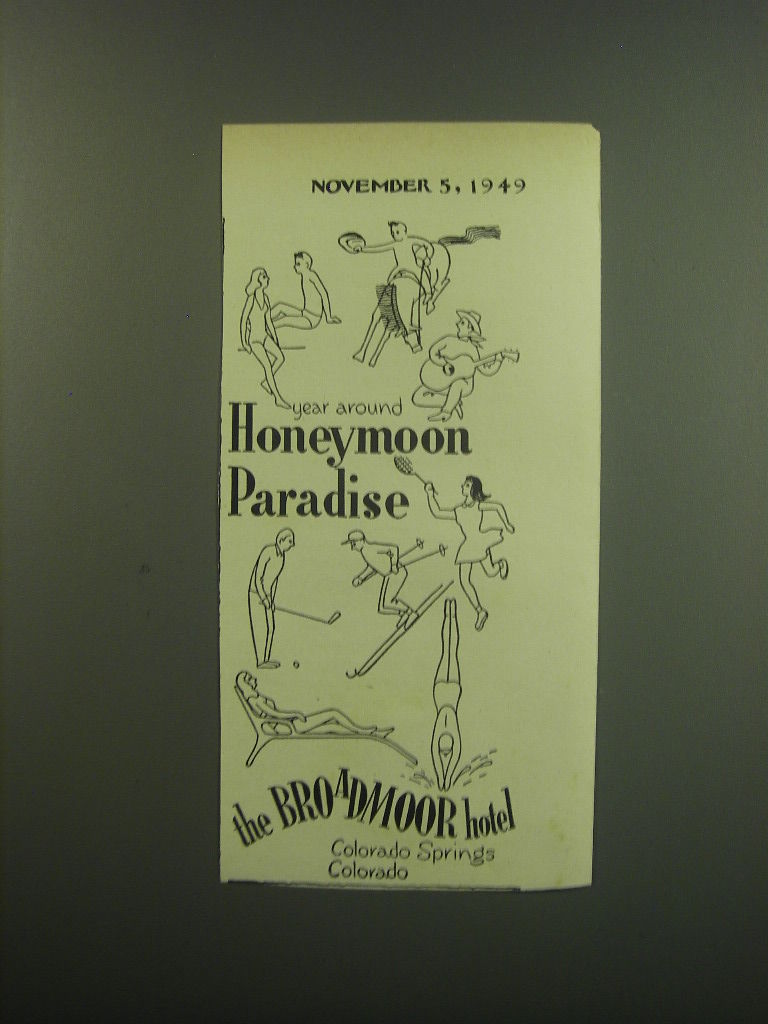 NOVEMBER 5, 1949
year around
Honeymoon
Paradise
the BROADMOOR hotel
Colorado Springs
Colorado